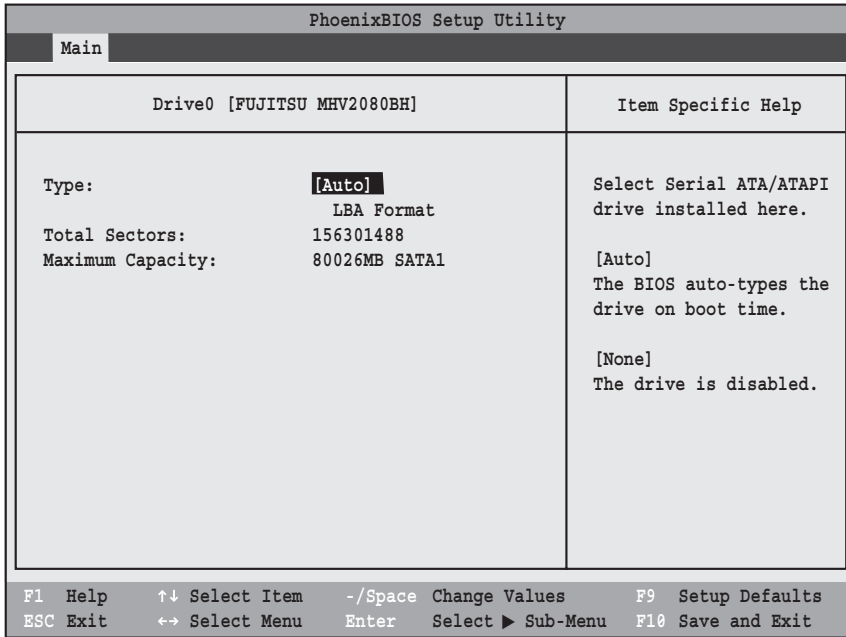 PhoenixBIOS Setup Utility
Main
Drive0 [FUJITSU MHV2080BH]
Item Specific Help
Type: [Auto]
LBA Format
Total Sectors: 156301488
Maximum Capacity: 80026MB SATA1
Select Serial ATA/ATAPI
drive installed here.
[Auto]
The BIOS auto-types the
drive on boot time.
[None]
The drive is disabled.
F1 Help ↑↓ Select Item -/Space Change Values F9 Setup Defaults
ESC Exit ←→ Select Menu Enter Select ▶ Sub-Menu F10 Save and Exit